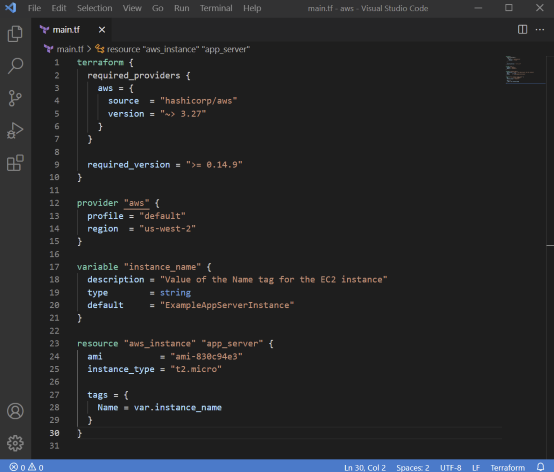 File Edit Selection View Go Run Terminal Help main.tf - aws - Visual Studio Code
main.tf
main.tf > resource "aws_instance" "app_server"
1 terraform {
2 required_providers {
3 aws = {
4 source = "hashicorp/aws"
5 version = "~> 3.27"
6 }
7 }
8
9 required_version = ">= 0.14.9"
10 }
11
12 provider "aws" {
13 profile = "default"
14 region = "us-west-2"
15 }
16
17 variable "instance_name" {
18 description = "Value of the Name tag for the EC2 instance"
19 type = string
20 default = "ExampleAppServerInstance"
21 }
22
23 resource "aws_instance" "app_server" {
24 ami = "ami-830c94e3"
25 instance_type = "t2.micro"
26
27 tags = {
28 Name = var.instance_name
29 }
30 }
31
0 0 Ln 30, Col 2 Spaces: 2 UTF-8 LF Terraform